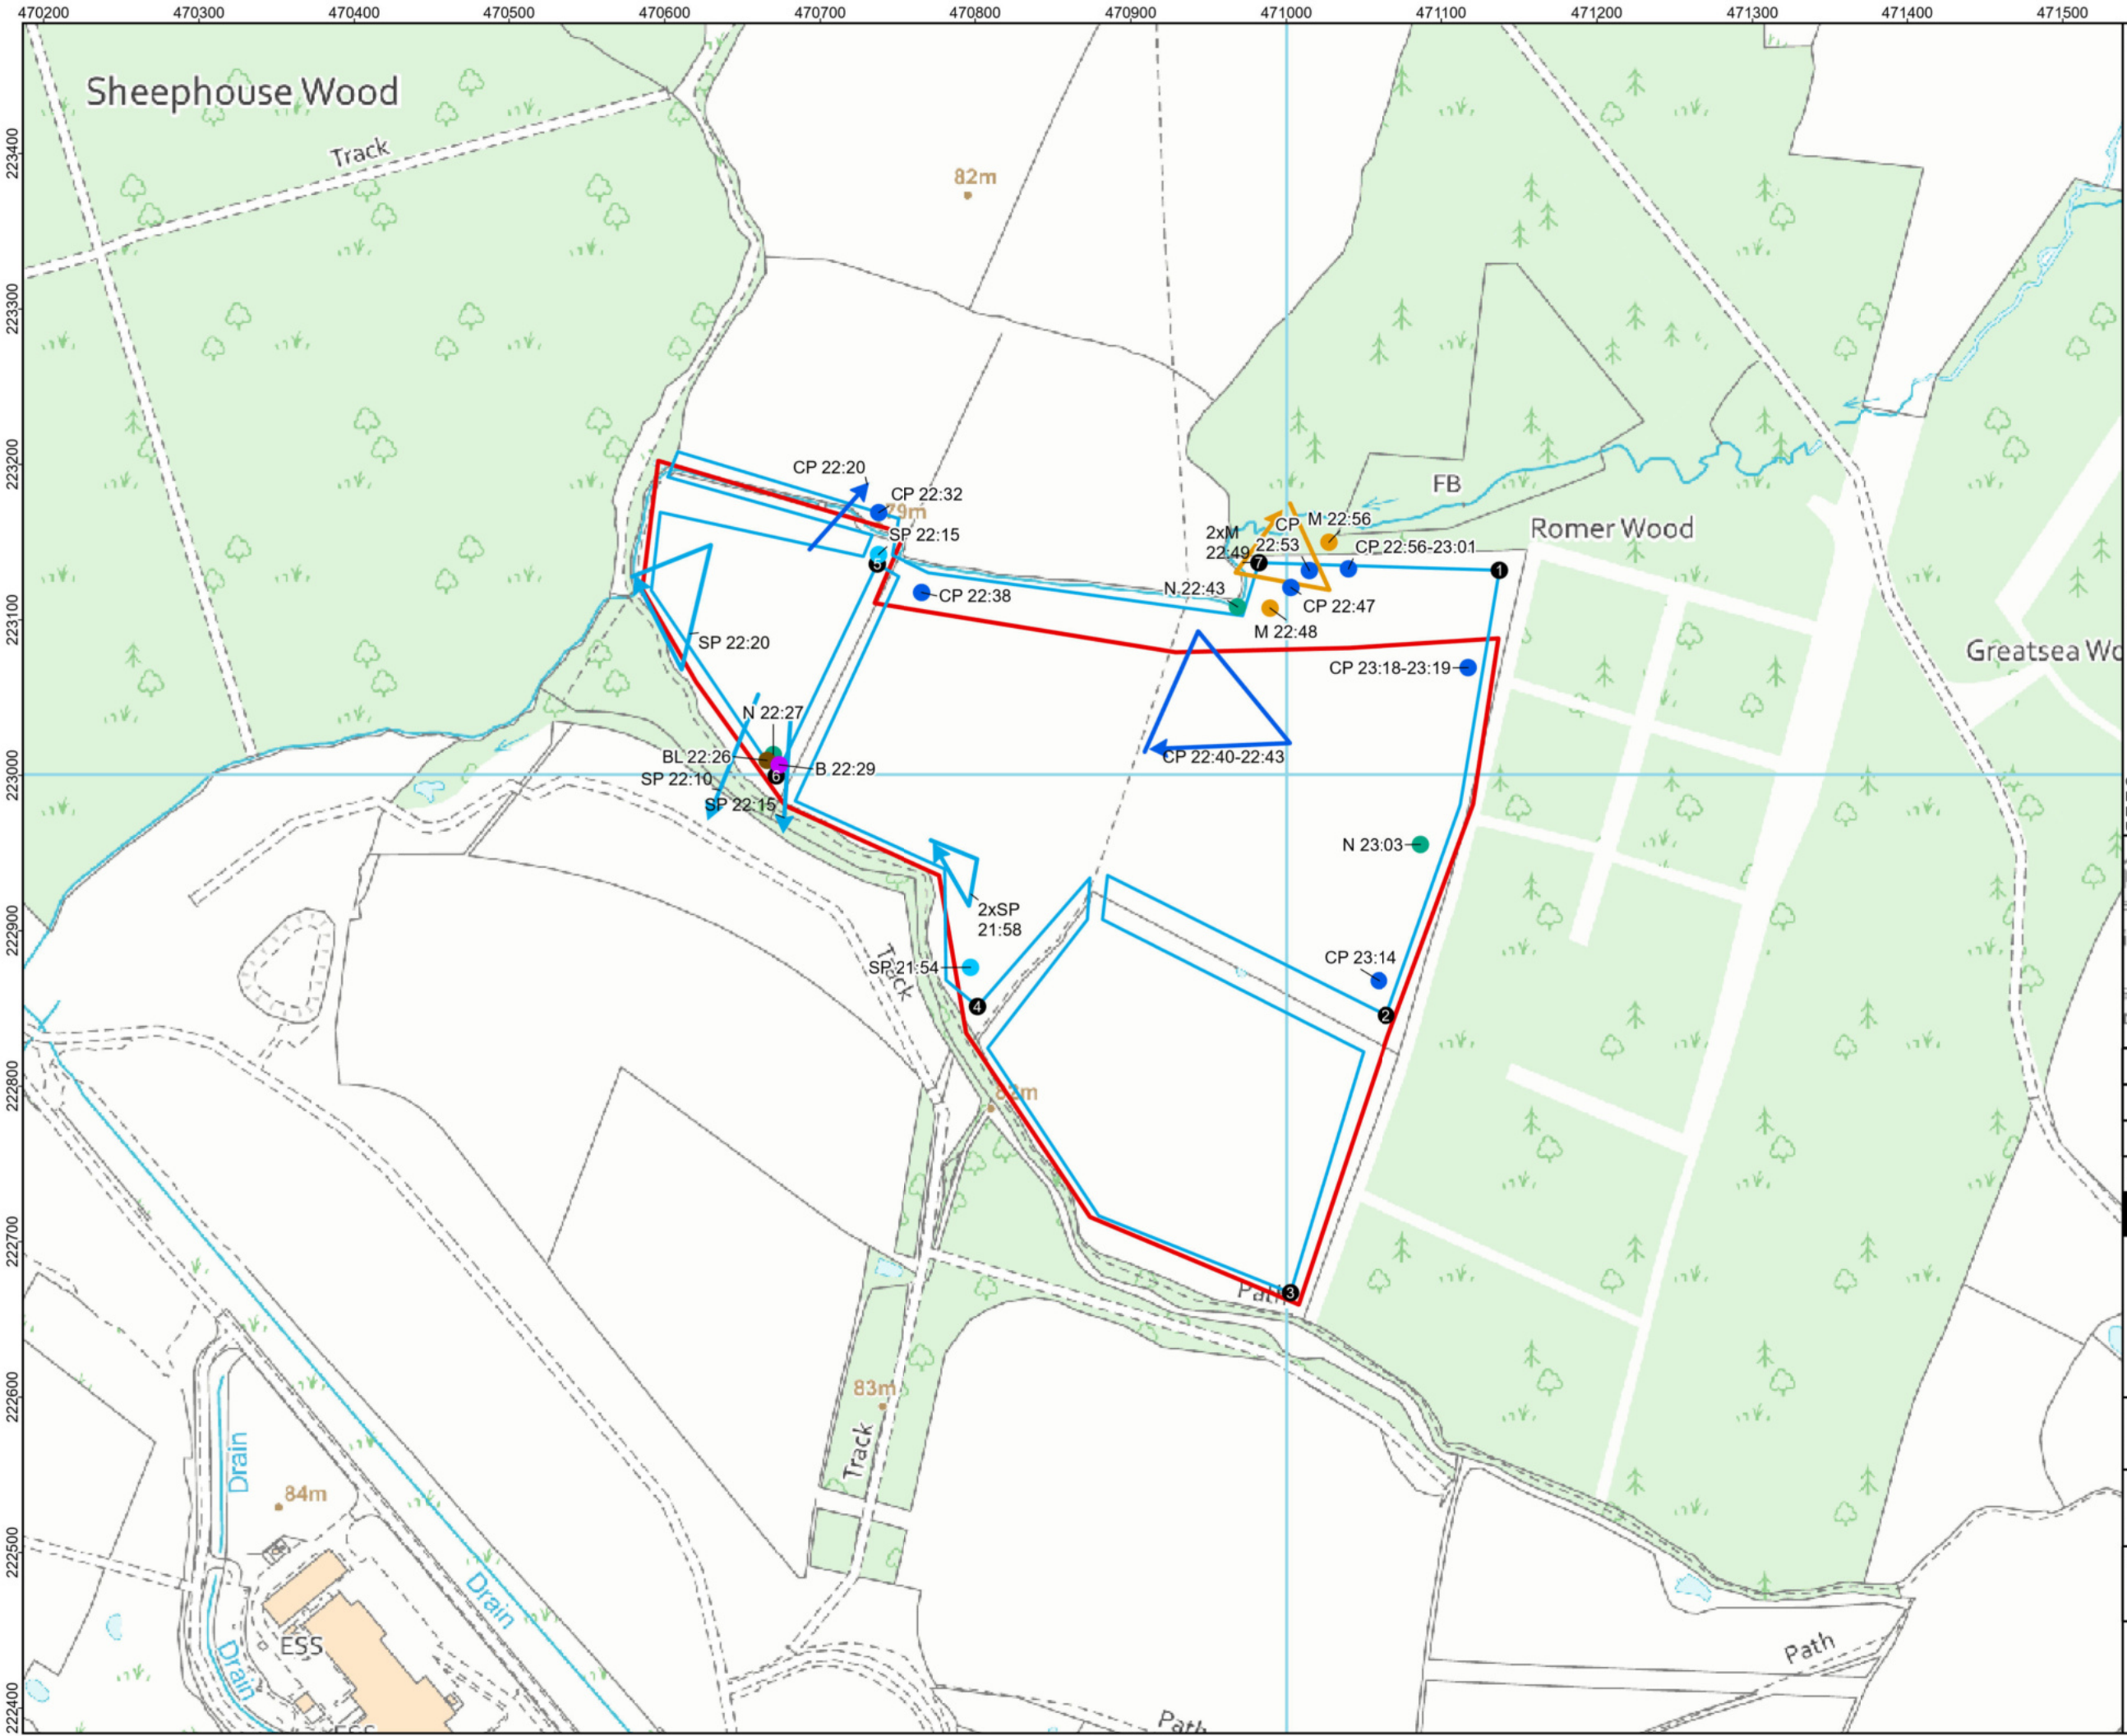 470200 470300 470400 470500 470600 470700 470800 470900 471000 471100 471200 471300 471400 471500
223400
223300
223200
223100
223000
222900
222800
222700
222600
222500
222400
Sheephouse Wood
Track
82m
CP 22:20
CP 22:32
79m
SP 22:15
5
FB
Romer Wood
2xM
22:49
CP
22:53
M 22:56
CP 22:56-23:01
7
1
N 22:43
CP 22:47
M 22:48
CP 22:38
SP 22:20
CP 23:18-23:19
Greatsea Wo
N 22:27
BL 22:26
B 22:29
6
SP 22:10
SP 22:15
CP 22:40-22:43
N 23:03
2xSP
21:58
SP 21:54
Track
4
CP 23:14
2
82m
Path
3
83m
Track
Drain
84m
Drain
ESS
Drain
Path
Path
ESS